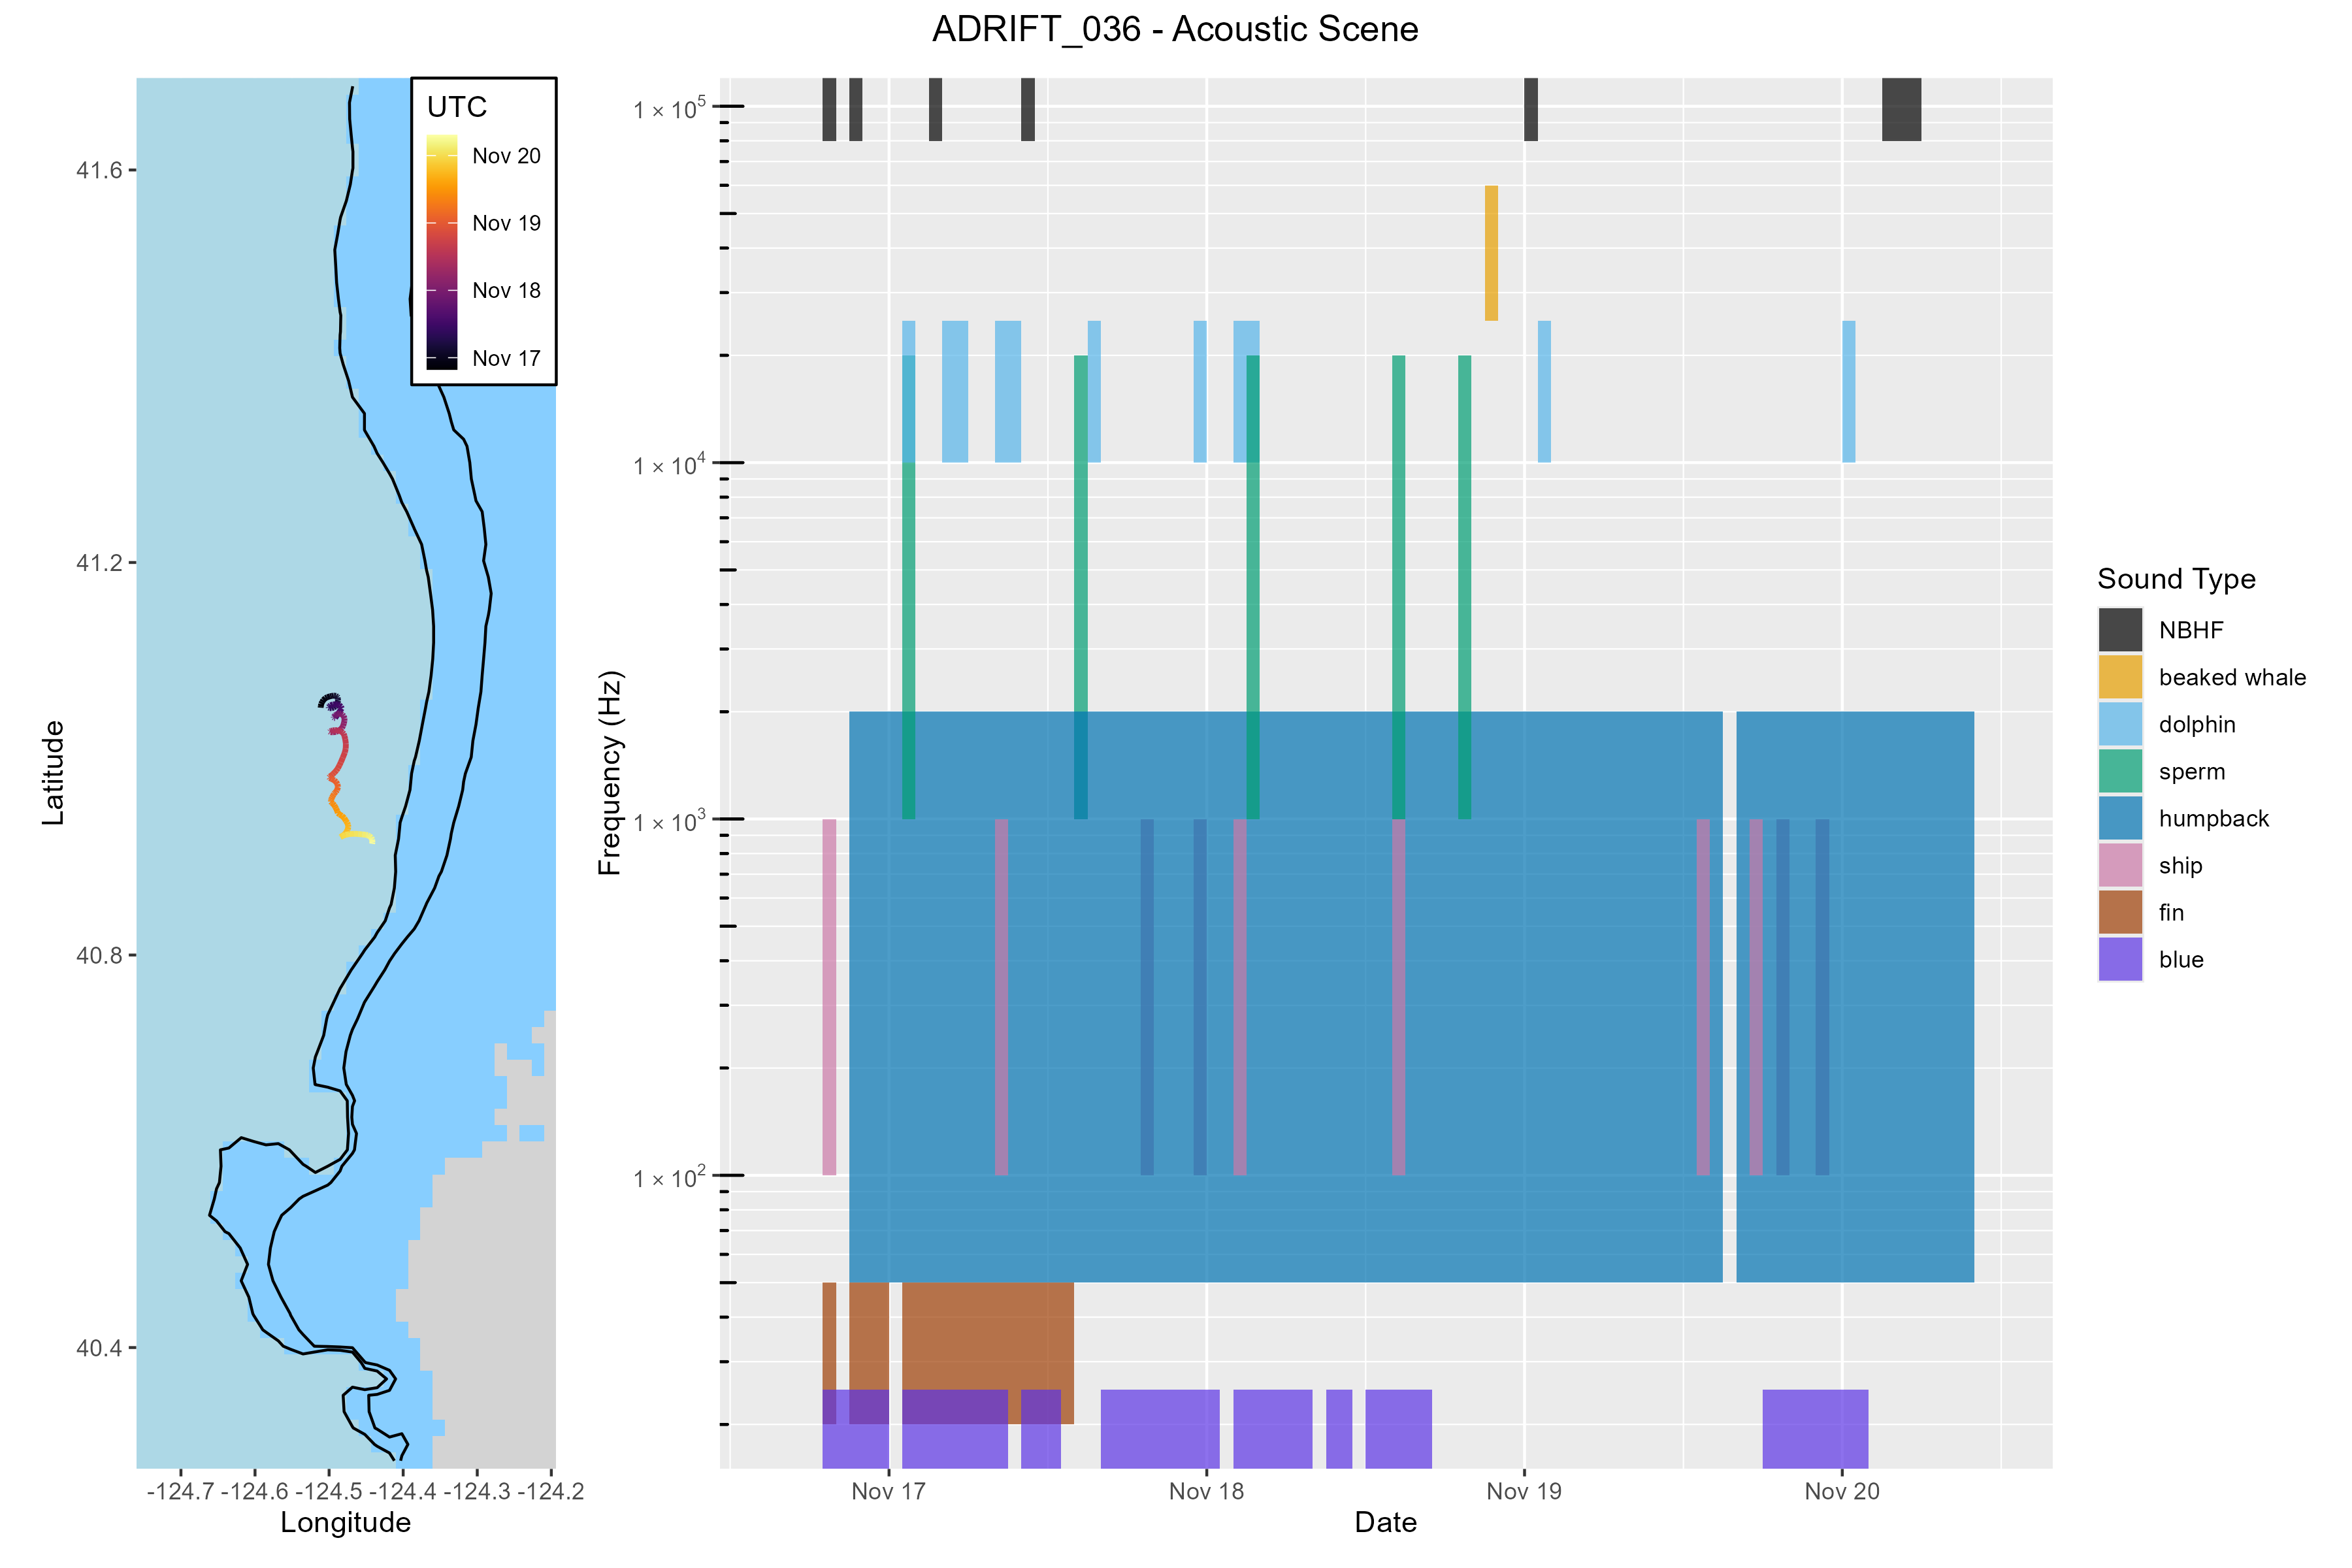 ADRIFT_036 - Acoustic Scene
UTC
Nov 20
Nov 19
Nov 18
Nov 17
41.6
41.2
40.8
40.4
Latitude
-124.7 -124.6 -124.5 -124.4 -124.3 -124.2
Longitude
1 × 10⁵
1 × 10⁴
1 × 10³
1 × 10²
Frequency (Hz)
Nov 17 Nov 18 Nov 19 Nov 20
Date
Sound Type
NBHF
beaked whale
dolphin
sperm
humpback
ship
fin
blue